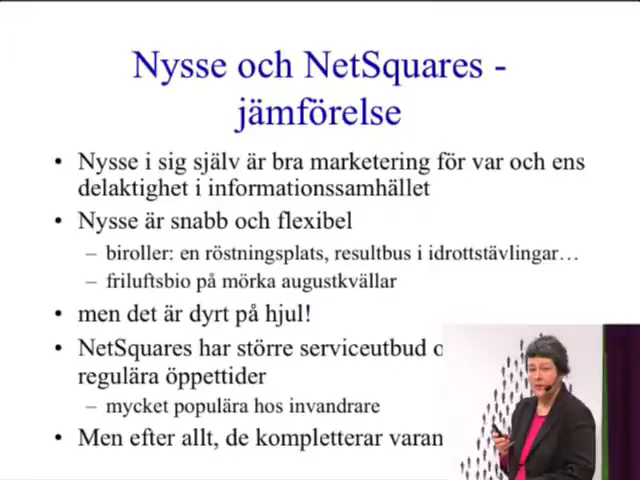 Nysse och NetSquares -
jämförelse
• Nysse i sig själv är bra marketering för var och ens
delaktighet i informationssamhället
• Nysse är snabb och flexibel
– biroller: en röstningsplats, resultbus i idrottstävlingar…
– friluftsbio på mörka augustkvällar
• men det är dyrt på hjul!
• NetSquares har större serviceutbud
regulära öppettider
– mycket populära hos invandrare
• Men efter allt, de kompletterar